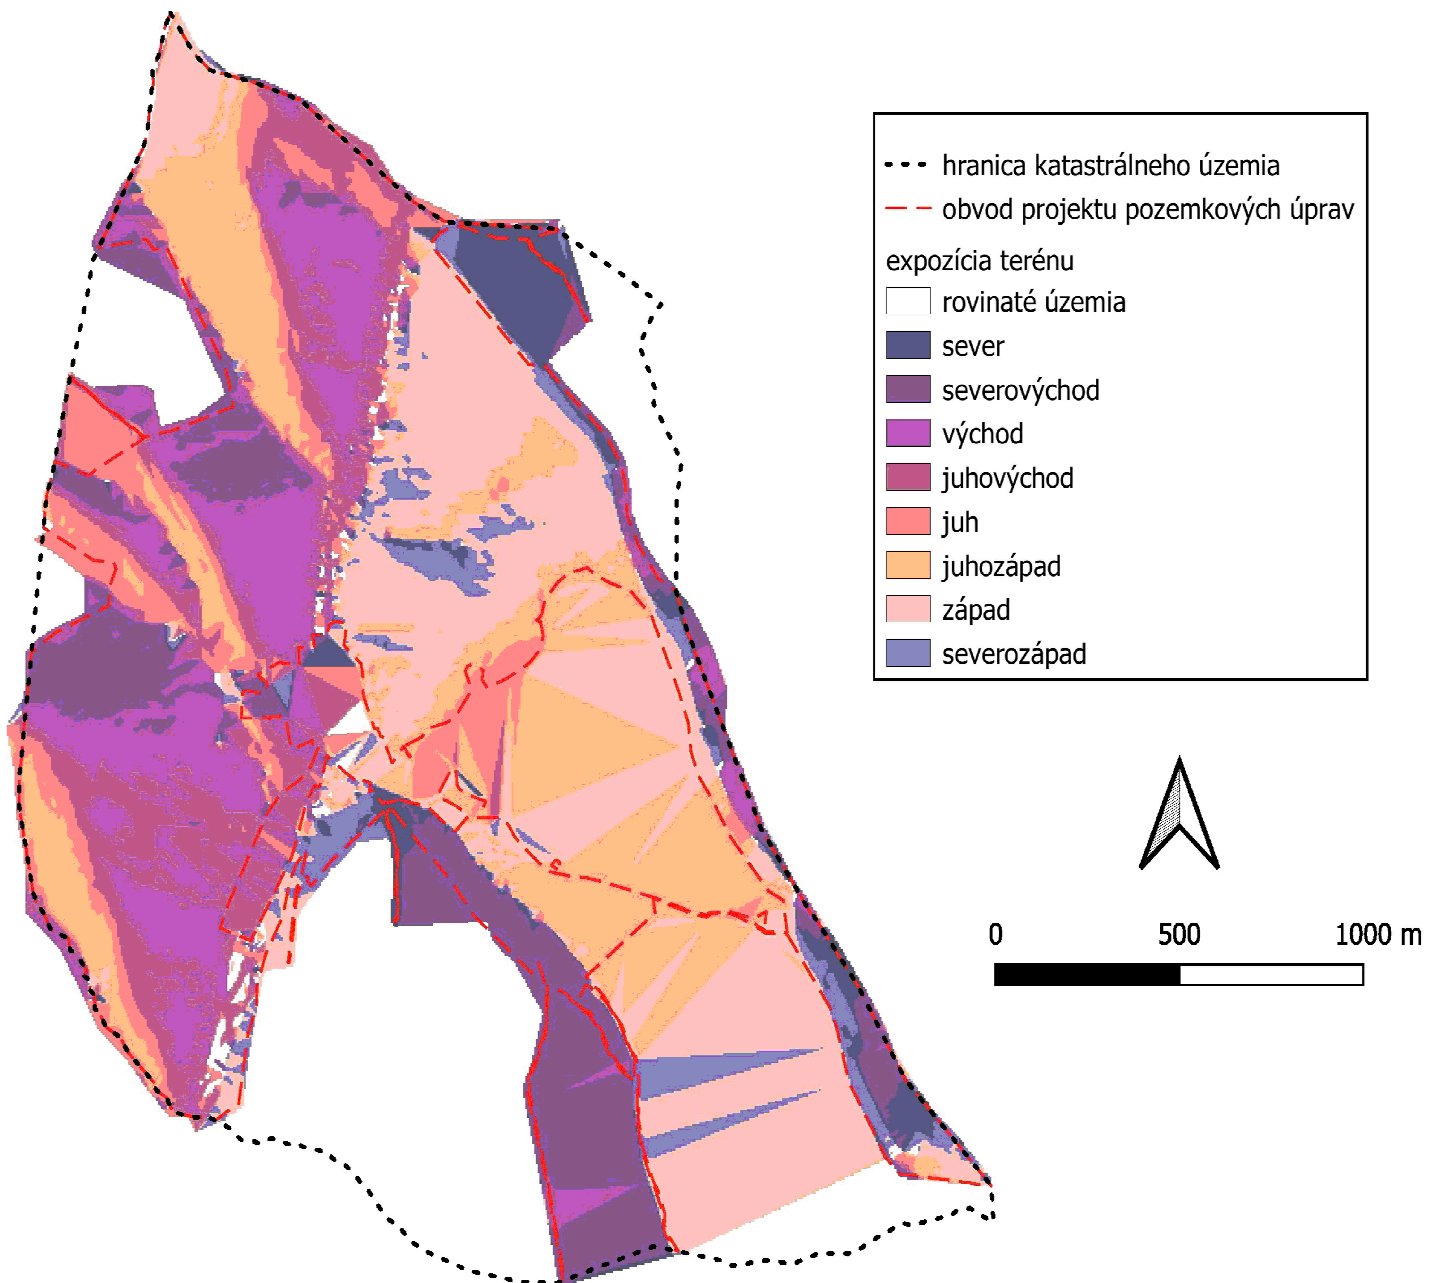 hranica katastrálneho územia
obvod projektu pozemkových úprav
expozícia terénu
rovinaté územia
sever
severovýchod
východ
juhovýchod
juh
juhozápad
západ
severozápad
0 500 1000 m